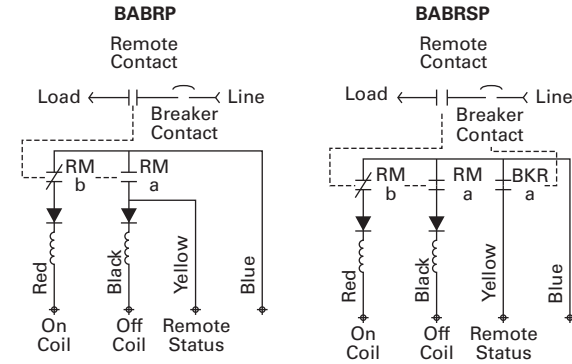 BABRP
Remote
Contact
Load
Line
Breaker
Contact
RM
b
RM
a
Red
Black
Yellow
Blue
On
Coil
Off
Coil
Remote
Status
BABRSP
Remote
Contact
Load
Line
Breaker
Contact
RM
b
RM
a
BKR
a
Red
Black
Yellow
Blue
On
Coil
Off
Coil
Remote
Status